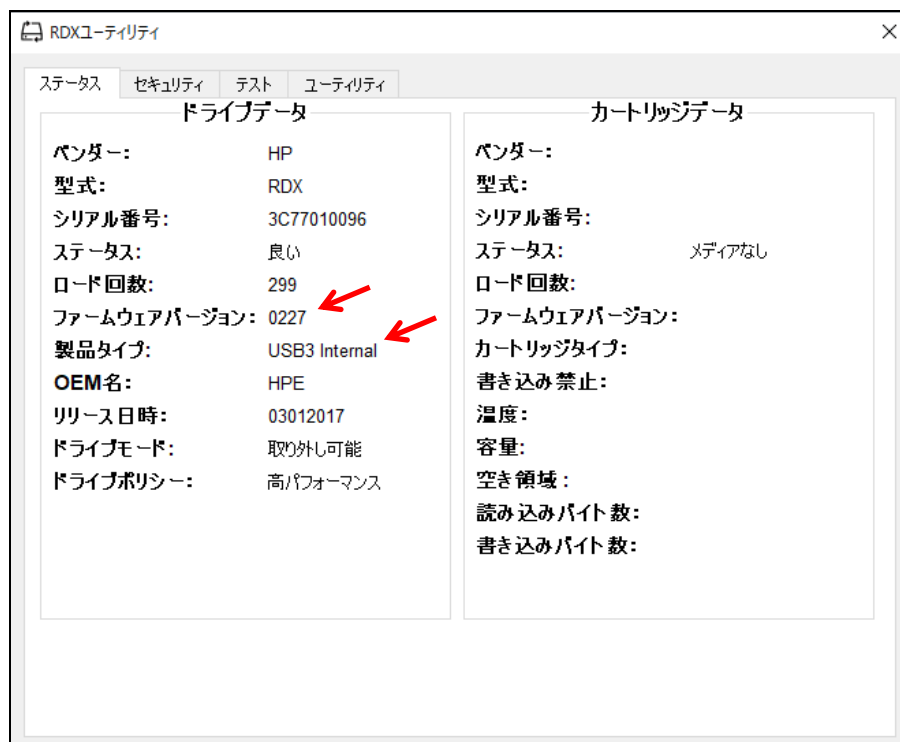 RDXユーティリティ
ステータス セキュリティ テスト ユーティリティ
ドライブデータ
ベンダー: HP
型式: RDX
シリアル番号: 3C77010096
ステータス: 良い
ロード回数: 299
ファームウェアバージョン: 0227
製品タイプ: USB3 Internal
OEM名: HPE
リリース日時: 03012017
ドライブモード: 取り外し可能
ドライブポリシー: 高パフォーマンス
カートリッジデータ
ベンダー:
型式:
シリアル番号:
ステータス: メディアなし
ロード回数:
ファームウェアバージョン:
カートリッジタイプ:
書き込み禁止:
温度:
容量:
空き領域:
読み込みバイト数:
書き込みバイト数: